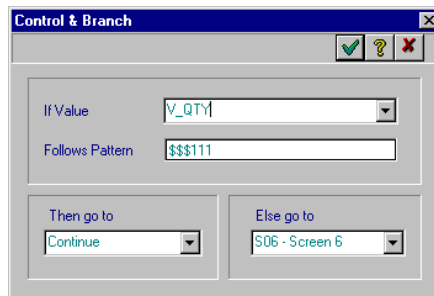 Control & Branch
If Value V_QTY
Follows Pattern $$$111
Then go to Else go to
Continue S06 - Screen 6